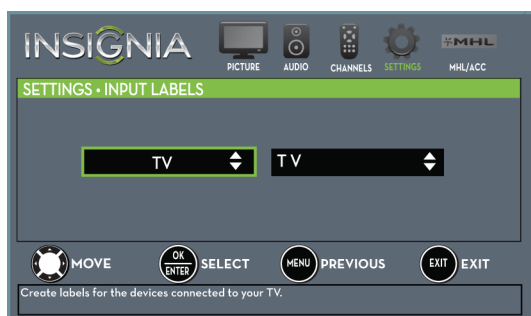 INSIGNIA
PICTURE AUDIO CHANNELS SETTINGS MHL MHL/ACC
SETTINGS • INPUT LABELS
TV TV
MOVE OK ENTER SELECT MENU PREVIOUS EXIT EXIT
Create labels for the devices connected to your TV.